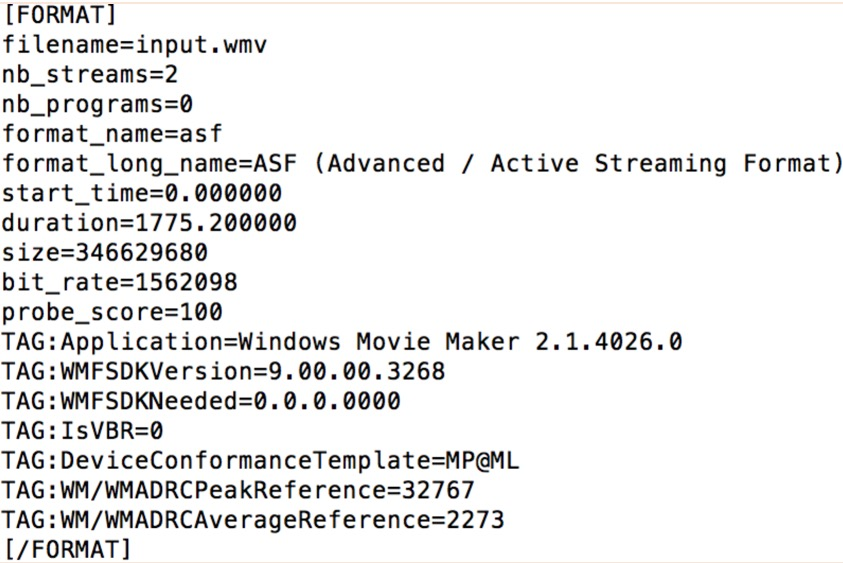 [FORMAT]
filename=input.wmv
nb_streams=2
nb_programs=0
format_name=asf
format_long_name=ASF (Advanced / Active Streaming Format)
start_time=0.000000
duration=1775.200000
size=346629680
bit_rate=1562098
probe_score=100
TAG:Application=Windows Movie Maker 2.1.4026.0
TAG:WMFSDKVersion=9.00.00.3268
TAG:WMFSDKNeeded=0.0.0.0000
TAG:IsVBR=0
TAG:DeviceConformanceTemplate=MP@ML
TAG:WM/WMADRCPeakReference=32767
TAG:WM/WMADRCAverageReference=2273
[/FORMAT]